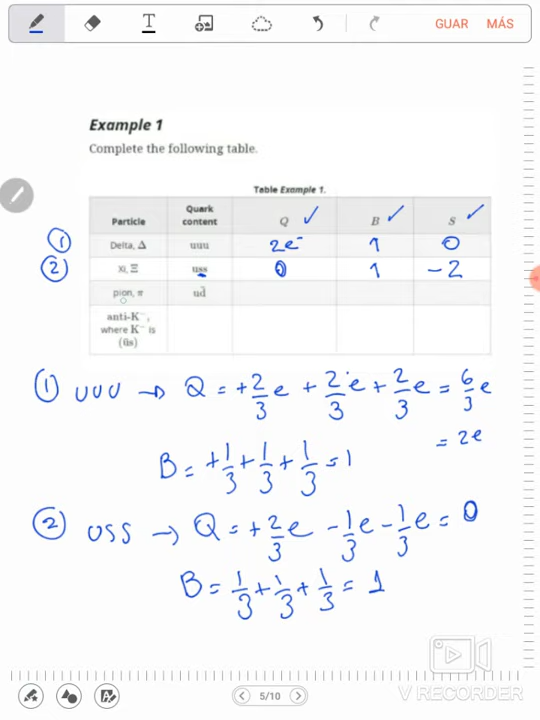 T
GUAR MÁS
Example 1
Complete the following table.
Table Example 1.
Particle Quark content Q ✓ B ✓ S ✓
① Delta, Δ uuu 2e⁻ 1 0
② Xi, Ξ uss 0 1 -2
pion, π ud̄
anti-K⁻, where K⁻ is (ūs)
① UUU → Q = +2/3 e + 2/3 e + 2/3 e = 6/3 e
= 2e
B = +1/3 + 1/3 + 1/3 = 1
② USS → Q = +2/3 e - 1/3 e - 1/3 e = 0
B = 1/3 + 1/3 + 1/3 = 1
V RECORDER
A
5/10